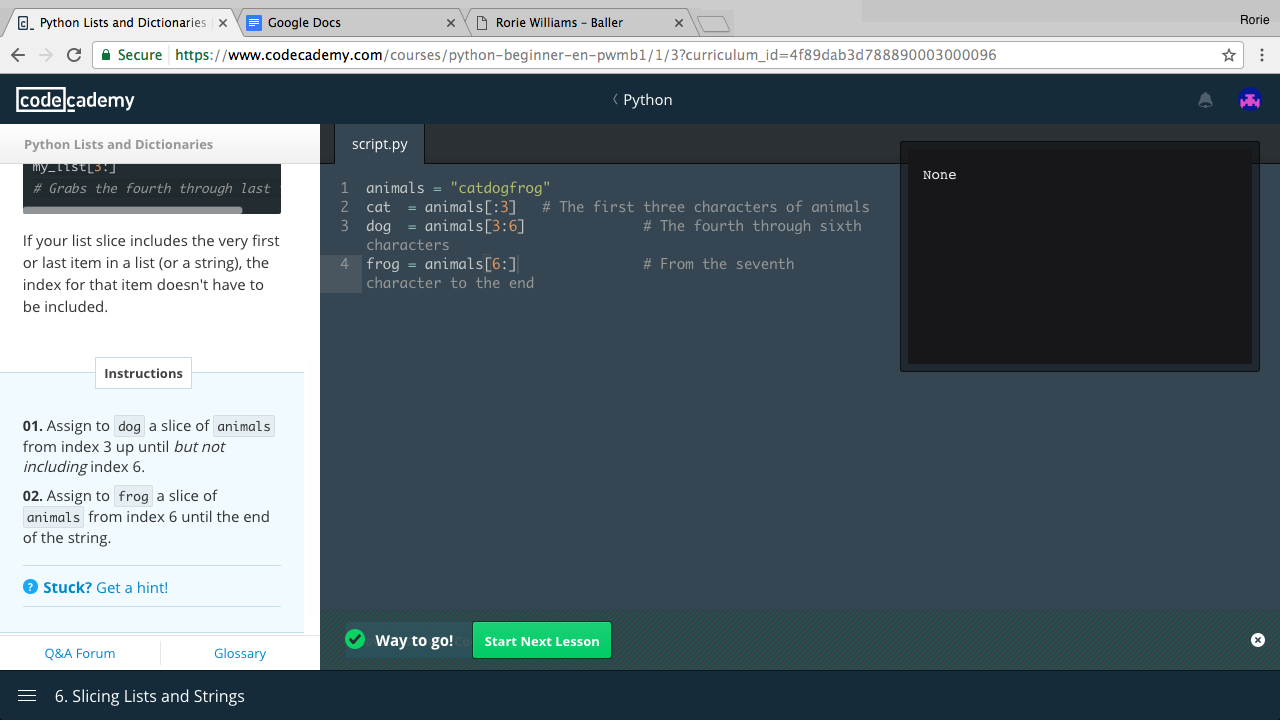 Python Lists and Dictionaries
Google Docs
Rorie Williams – Baller
Rorie
Secure
https://www.codecademy.com/courses/python-beginner-en-pwmb1/1/3?curriculum_id=4f89dab3d788890003000096
codecademy
Python
Python Lists and Dictionaries
script.py
my_list[3:]
# Grabs the fourth through last
If your list slice includes the very first
or last item in a list (or a string), the
index for that item doesn't have to
be included.
Instructions
01. Assign to dog a slice of animals
from index 3 up until but not
including index 6.
02. Assign to frog a slice of
animals from index 6 until the end
of the string.
? Stuck? Get a hint!
Q&A Forum
Glossary
1 animals = "catdogfrog"
2 cat  = animals[:3]   # The first three characters of animals
3 dog  = animals[3:6]              # The fourth through sixth
characters
4 frog = animals[6:]               # From the seventh
character to the end
None
Way to go!
Start Next Lesson
6. Slicing Lists and Strings